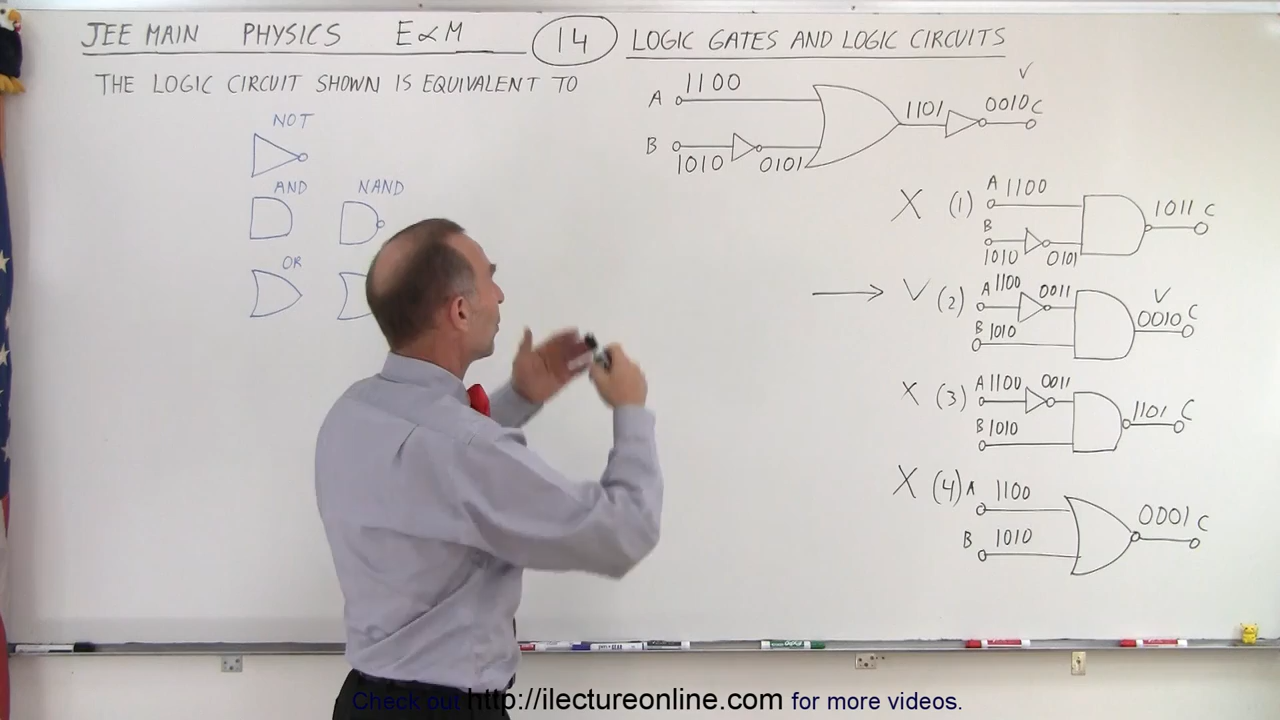 JEE MAIN PHYSICS E∝M 14 LOGIC GATES AND LOGIC CIRCUITS
THE LOGIC CIRCUIT SHOWN IS EQUIVALENT TO
NOT
AND NAND
OR
A 1100
B 1010 0101
1101 0010 C
X (1) A 1100
B 1010 0101
1011 C
V (2) A 1100 0011
B 1010
0010 C
X (3) A 1100 0011
B 1010
1101 C
X (4) A 1100
B 1010
0001 C
Check out http://ilectureonline.com for more videos.